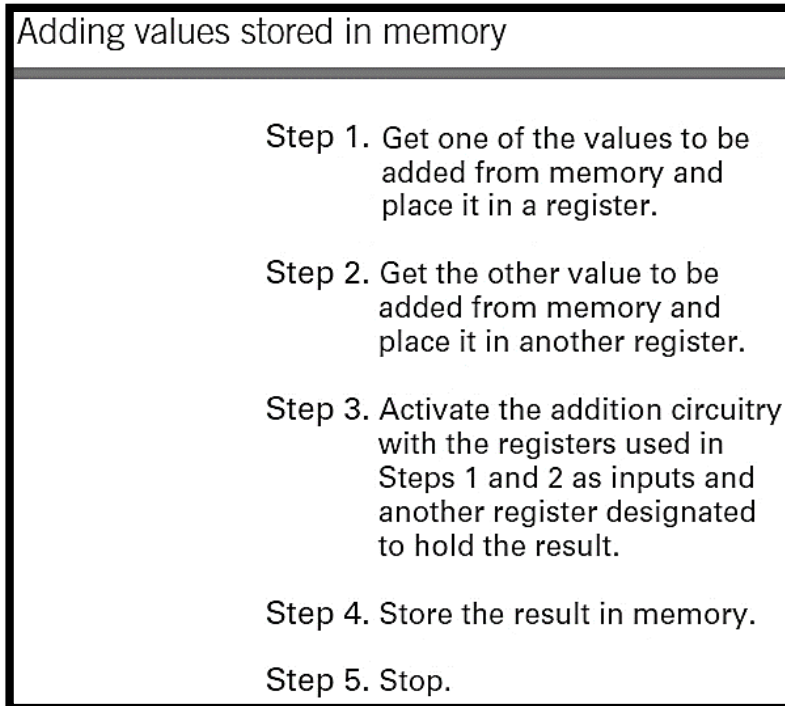 Adding values stored in memory
Step 1. Get one of the values to be
added from memory and
place it in a register.
Step 2. Get the other value to be
added from memory and
place it in another register.
Step 3. Activate the addition circuitry
with the registers used in
Steps 1 and 2 as inputs and
another register designated
to hold the result.
Step 4. Store the result in memory.
Step 5. Stop.